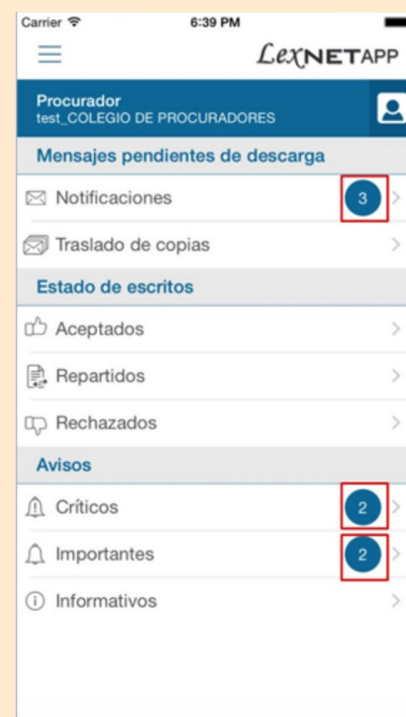 Carrier 6:39 PM
LexNETAPP
Procurador
test_COLEGIO DE PROCURADORES
Mensajes pendientes de descarga
Notificaciones 3
Traslado de copias
Estado de escritos
Aceptados
Repartidos
Rechazados
Avisos
Críticos 2
Importantes 2
Informativos